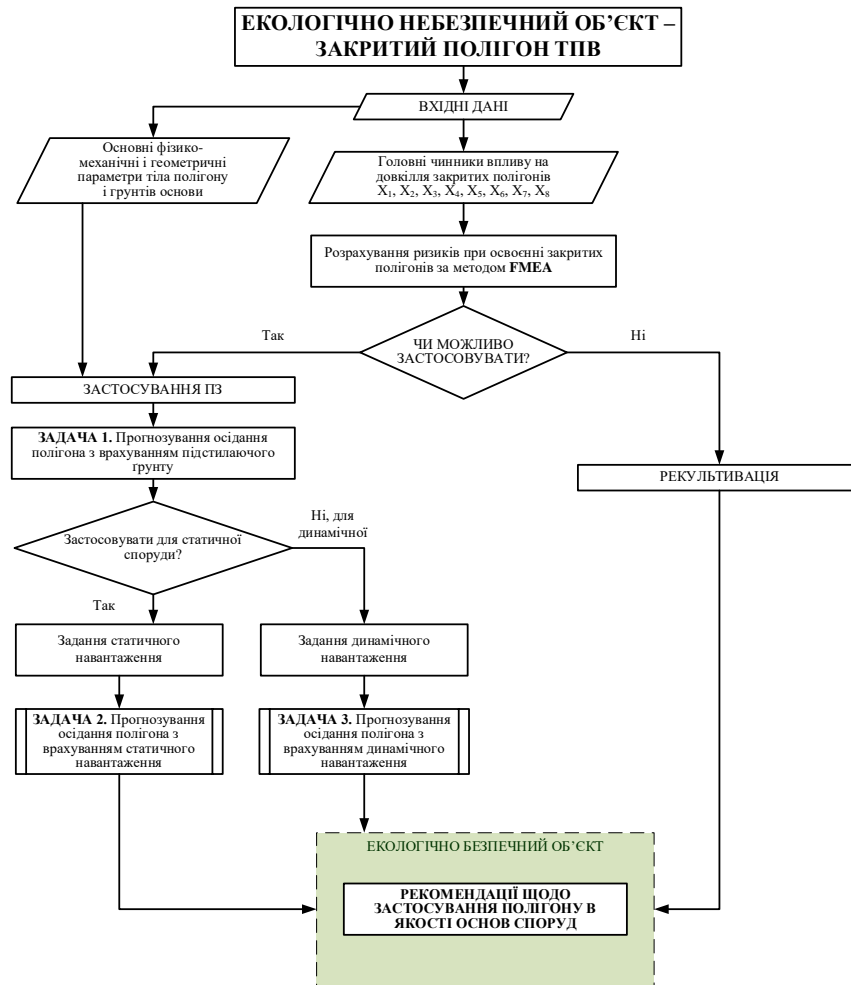 ЕКОЛОГІЧНО НЕБЕЗПЕЧНИЙ ОБ’ЄКТ –
ЗАКРИТИЙ ПОЛІГОН ТПВ
ВХІДНІ ДАНІ
Основні фізико-
механічні і геометричні
параметри тіла полігону
і грунтів основи
Головні чинники впливу на
довкілля закритих полігонів
X₁, X₂, X₃, X₄, X₅, X₆, X₇, X₈
Розрахування ризиків при освоєнні закритих
полігонів за методом FMEA
Так
ЧИ МОЖЛИВО
ЗАСТОСОВУВАТИ?
Ні
ЗАСТОСУВАННЯ ПЗ
ЗАДАЧА 1. Прогнозування осідання
полігона з врахуванням підстилаючого
ґрунту
РЕКУЛЬТИВАЦІЯ
Застосовувати для статичної
споруди?
Ні, для
динамічної
Так
Задання статичного
навантаження
Задання динамічного
навантаження
ЗАДАЧА 2. Прогнозування
осідання полігона з
врахуванням статичного
навантаження
ЗАДАЧА 3. Прогнозування
осідання полігона з
врахуванням динамічного
навантаження
ЕКОЛОГІЧНО БЕЗПЕЧНИЙ ОБ’ЄКТ
РЕКОМЕНДАЦІЇ ЩОДО
ЗАСТОСУВАННЯ ПОЛІГОНУ В
ЯКОСТІ ОСНОВ СПОРУД